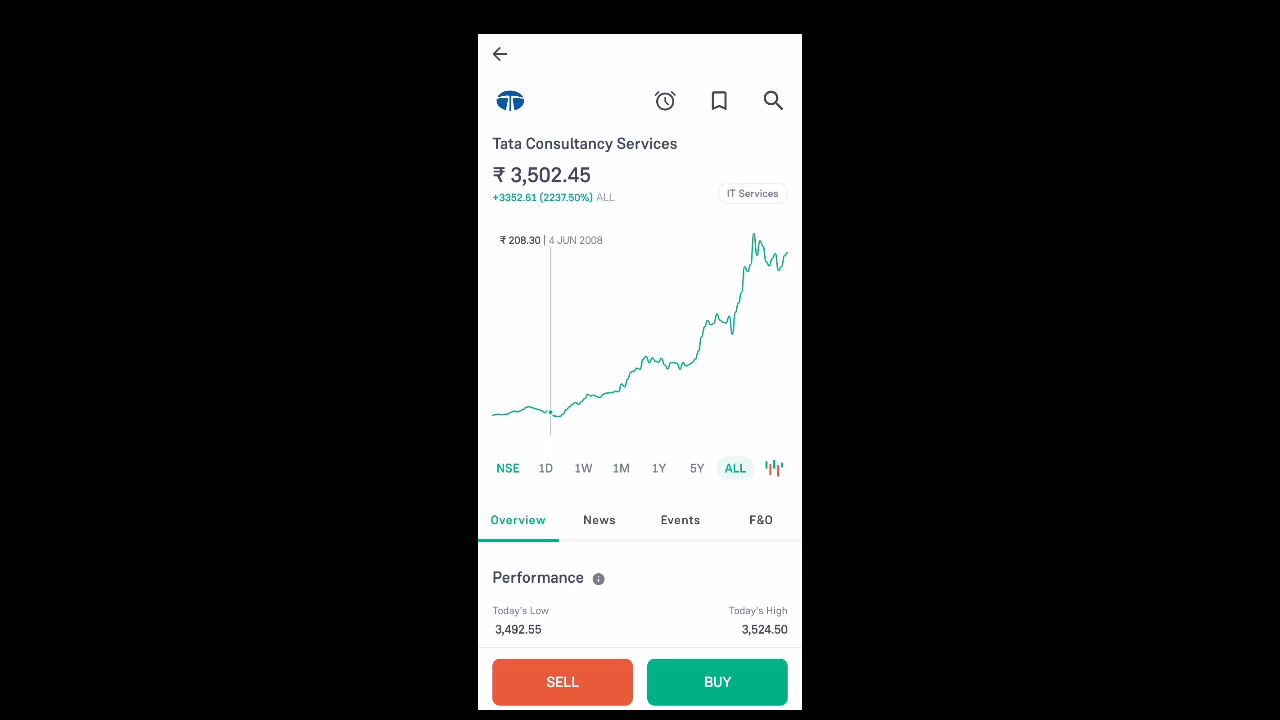 Tata Consultancy Services
₹ 3,502.45
+3352.61 (2237.50%) ALL
IT Services
₹ 208.30 | 4 JUN 2008
NSE 1D 1W 1M 1Y 5Y ALL
Overview News Events F&O
Performance
Today's Low Today's High
3,492.55 3,524.50
SELL BUY